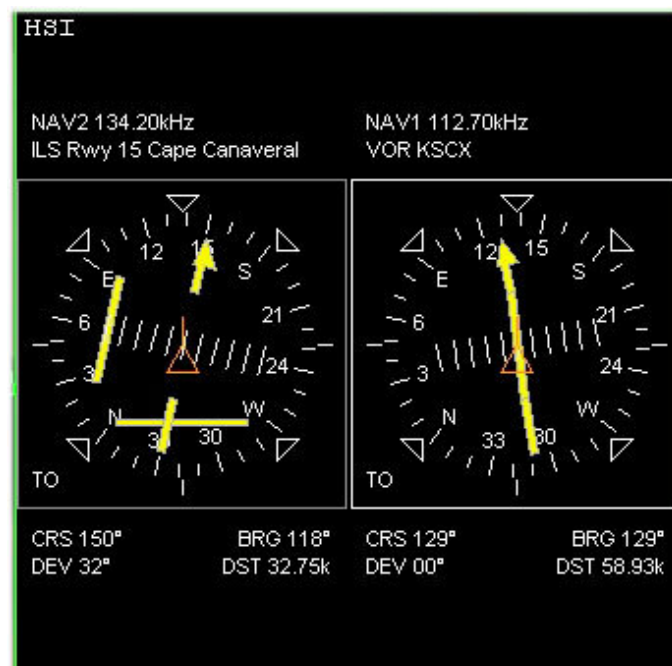 HSI
NAV2 134.20kHz
ILS Rwy 15 Cape Canaveral
12
15
S
E
6
21
3
24
N
W
33
30
TO
CRS 150° BRG 118°
DEV 32° DST 32.75k
NAV1 112.70kHz
VOR KSCX
12
15
S
E
6
21
3
24
N
W
33
30
TO
CRS 129° BRG 129°
DEV 00° DST 58.93k